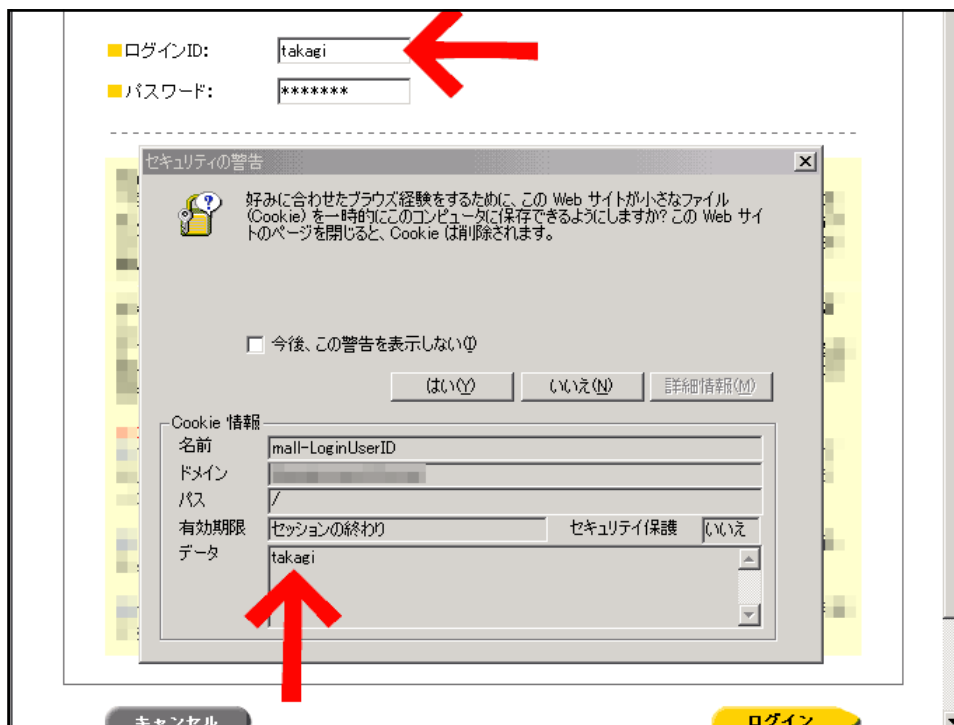 ■ログインID: takagi
■パスワード: *******
セキュリティの警告
好みに合わせたブラウズ経験をするために、この Web サイトが小さなファイル
(Cookie) を一時的にこのコンピュータに保存できるようにしますか? この Web サイ
トのページを閉じると、Cookie は削除されます。
今後、この警告を表示しない(I)
はい(Y) いいえ(N) 詳細情報(M)
Cookie 情報
名前 mall-LoginUserID
ドメイン
パス /
有効期限 セッションの終わり セキュリテイ保護 いいえ
データ takagi
キャンセル ログイン